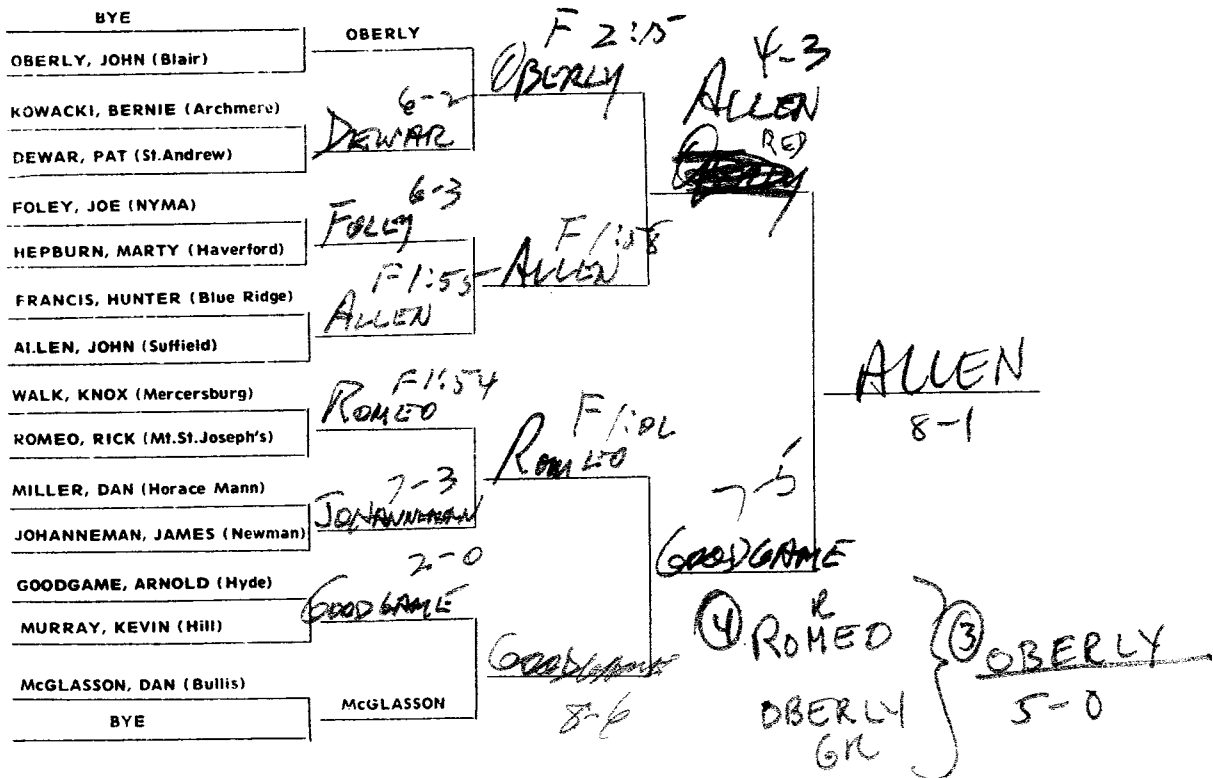 BYE
OBERLY, JOHN (Blair)
KOWACKI, BERNIE (Archmere)
DEWAR, PAT (St.Andrew)
FOLEY, JOE (NYMA)
HEPBURN, MARTY (Haverford)
FRANCIS, HUNTER (Blue Ridge)
ALLEN, JOHN (Suffield)
WALK, KNOX (Mercersburg)
ROMEO, RICK (Mt.St.Joseph's)
MILLER, DAN (Horace Mann)
JOHANNEMAN, JAMES (Newman)
GOODGAME, ARNOLD (Hyde)
MURRAY, KEVIN (Hill)
McGLASSON, DAN (Bullis)
BYE
OBERLY
6-2
DEWAR
6-3
FOLEY
F 1:55
ALLEN
F 1:54
ROMEO
7-3
JOHANNEMAN
2-0
GOODGAME
McGLASSON
F 2:15
OBERLY
F 1:58
ALLEN
F 1:02
ROMEO
GOODGAME
8-6
4-3
ALLEN
RED
7-5
GOODGAME
ALLEN
8-1
④ ROMEO R
OBERLY
GR
③ OBERLY
5-0